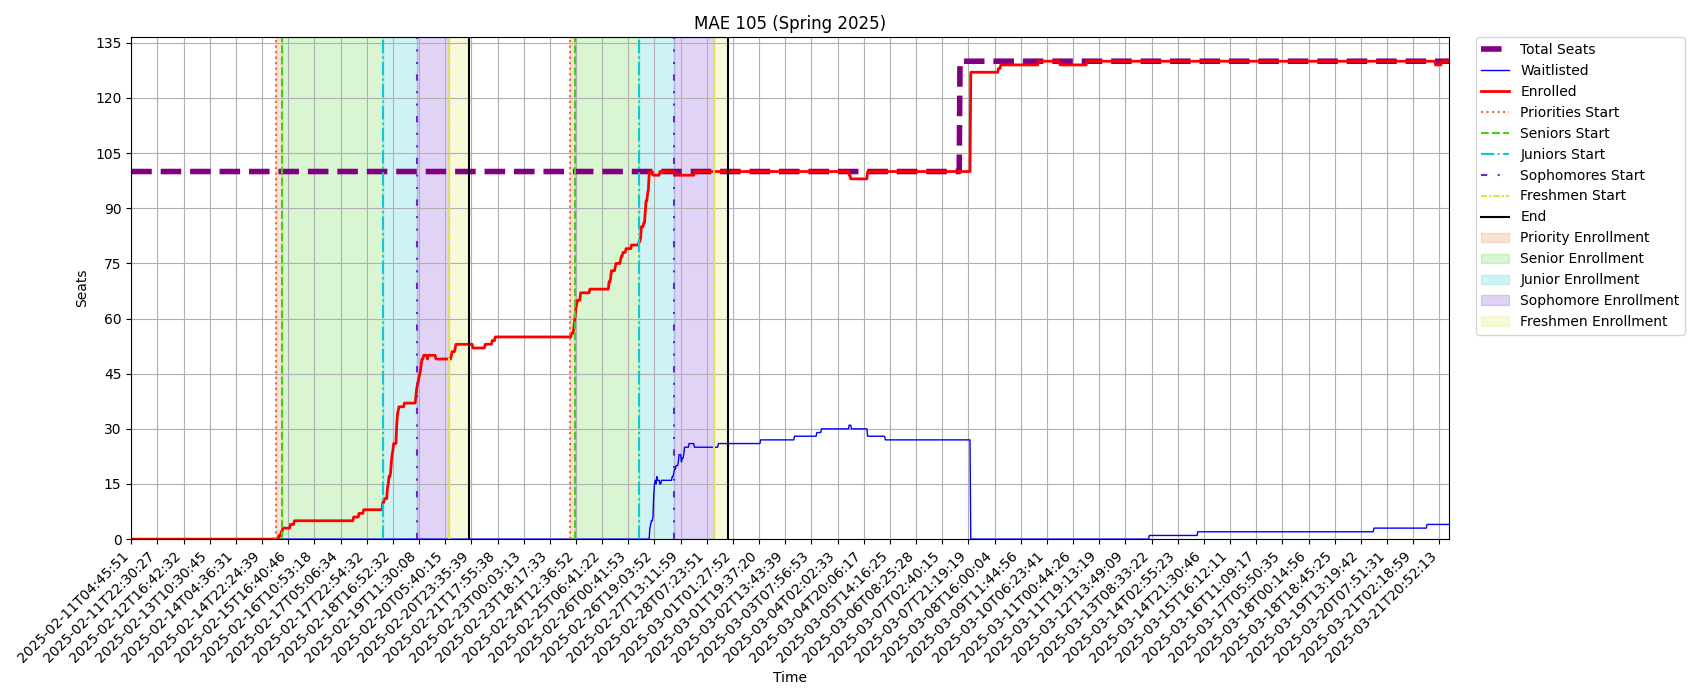 MAE 105 (Spring 2025)
Seats
135
120
105
90
75
60
45
30
15
0
2025-02-11T04:45:51
2025-02-11T22:30:27
2025-02-12T16:42:32
2025-02-13T10:30:45
2025-02-14T04:36:31
2025-02-14T22:24:39
2025-02-15T16:40:46
2025-02-16T10:53:18
2025-02-17T05:06:34
2025-02-17T22:54:32
2025-02-18T16:52:32
2025-02-19T11:30:08
2025-02-20T05:40:15
2025-02-20T23:35:39
2025-02-21T17:55:38
2025-02-23T00:03:13
2025-02-23T18:17:33
2025-02-24T12:36:52
2025-02-25T06:41:22
2025-02-26T00:41:53
2025-02-26T19:03:52
2025-02-27T13:11:59
2025-02-28T07:23:51
2025-03-01T01:27:52
2025-03-01T19:37:20
2025-03-02T13:43:39
2025-03-03T07:56:53
2025-03-04T02:02:33
2025-03-04T20:06:17
2025-03-05T14:16:25
2025-03-06T08:25:28
2025-03-07T02:40:15
2025-03-07T21:19:19
2025-03-08T16:00:04
2025-03-09T11:44:56
2025-03-10T06:23:41
2025-03-11T00:44:26
2025-03-11T19:13:19
2025-03-12T13:49:09
2025-03-13T08:33:22
2025-03-14T02:55:23
2025-03-14T21:30:46
2025-03-15T16:12:11
2025-03-16T11:09:17
2025-03-17T05:50:35
2025-03-18T00:14:56
2025-03-18T18:45:25
2025-03-19T13:19:42
2025-03-20T07:51:31
2025-03-21T02:18:59
2025-03-21T20:52:13
Time
Total Seats
Waitlisted
Enrolled
Priorities Start
Seniors Start
Juniors Start
Sophomores Start
Freshmen Start
End
Priority Enrollment
Senior Enrollment
Junior Enrollment
Sophomore Enrollment
Freshmen Enrollment